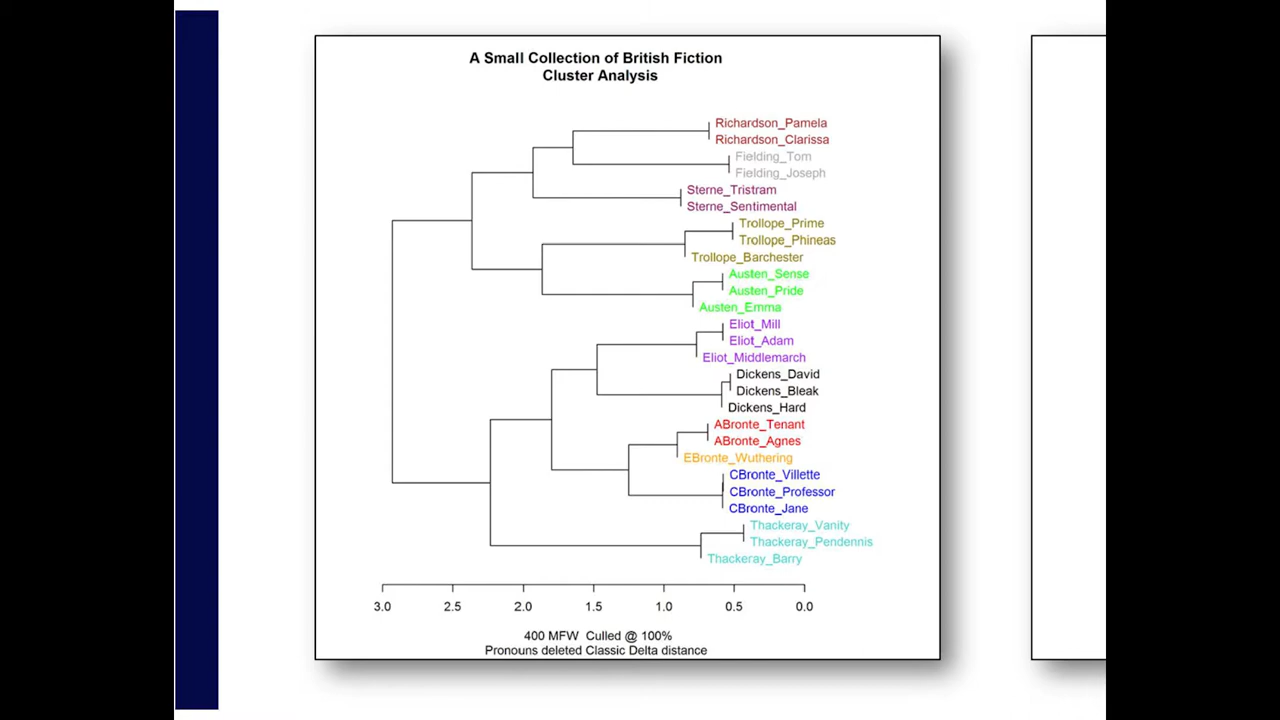 A Small Collection of British Fiction
Cluster Analysis
Richardson_Pamela
Richardson_Clarissa
Fielding_Tom
Fielding_Joseph
Sterne_Tristram
Sterne_Sentimental
Trollope_Prime
Trollope_Phineas
Trollope_Barchester
Austen_Sense
Austen_Pride
Austen_Emma
Eliot_Mill
Eliot_Adam
Eliot_Middlemarch
Dickens_David
Dickens_Bleak
Dickens_Hard
ABronte_Tenant
ABronte_Agnes
EBronte_Wuthering
CBronte_Villette
CBronte_Professor
CBronte_Jane
Thackeray_Vanity
Thackeray_Pendennis
Thackeray_Barry
3.0 2.5 2.0 1.5 1.0 0.5 0.0
400 MFW Culled @ 100%
Pronouns deleted Classic Delta distance